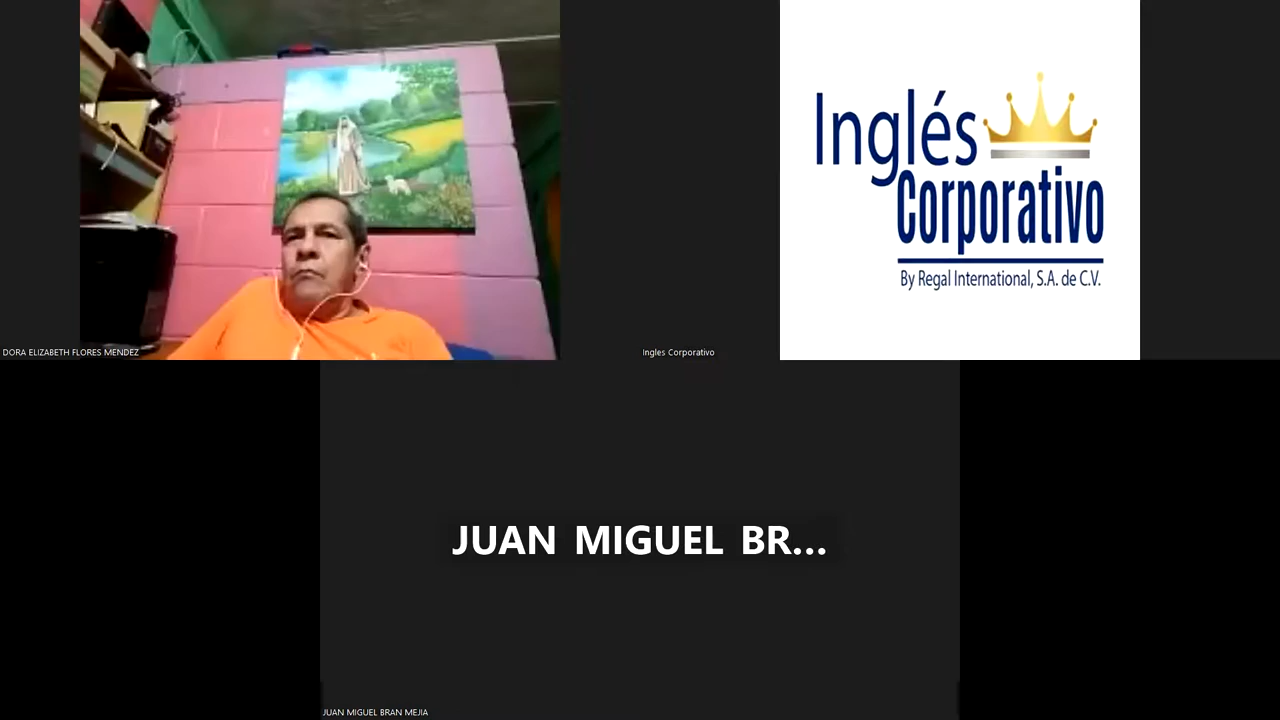 Inglés
Corporativo
By Regal International, S.A. de C.V.
DORA ELIZABETH FLORES MENDEZ
Ingles Corporativo
JUAN MIGUEL BR...
JUAN MIGUEL BRAN MEJIA